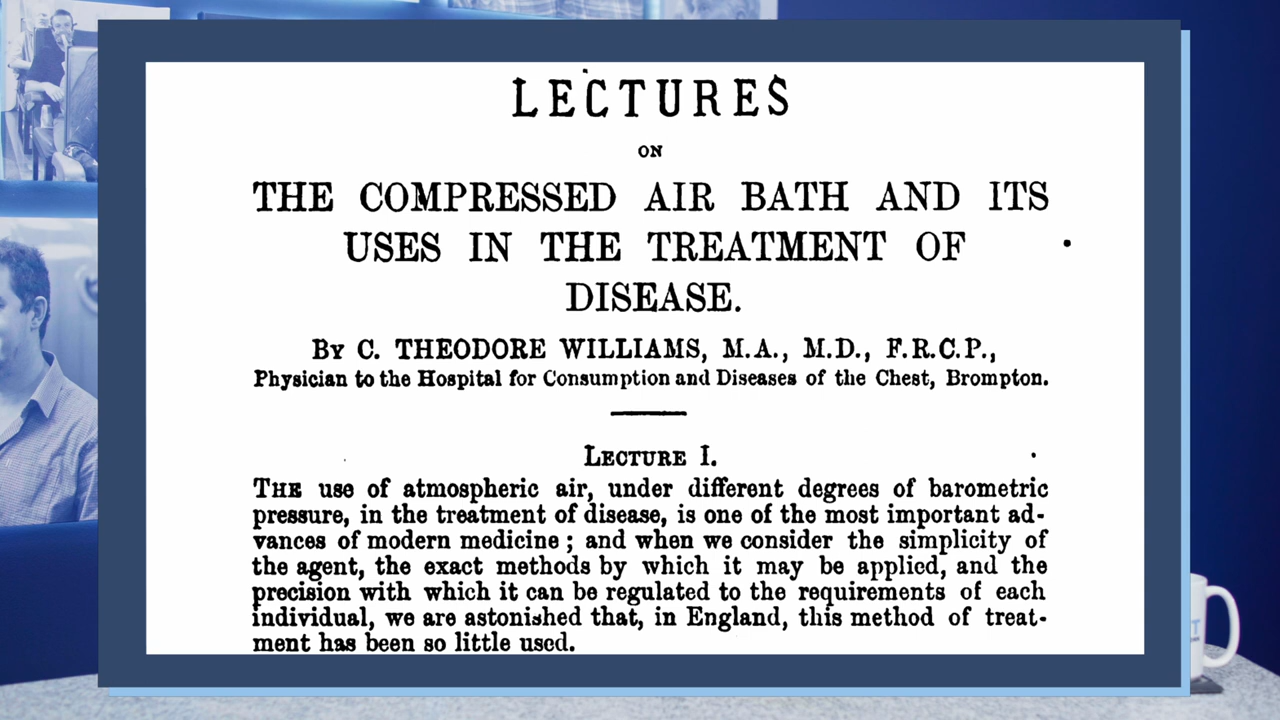 LECTURES
ON
THE COMPRESSED AIR BATH AND ITS
USES IN THE TREATMENT OF
DISEASE.
BY C. THEODORE WILLIAMS, M.A., M.D., F.R.C.P.,
Physician to the Hospital for Consumption and Diseases of the Chest, Brompton.
LECTURE I.
THE use of atmospheric air, under different degrees of barometric
pressure, in the treatment of disease, is one of the most important ad-
vances of modern medicine ; and when we consider the simplicity of
the agent, the exact methods by which it may be applied, and the
precision with which it can be regulated to the requirements of each
individual, we are astonished that, in England, this method of treat-
ment has been so little used.